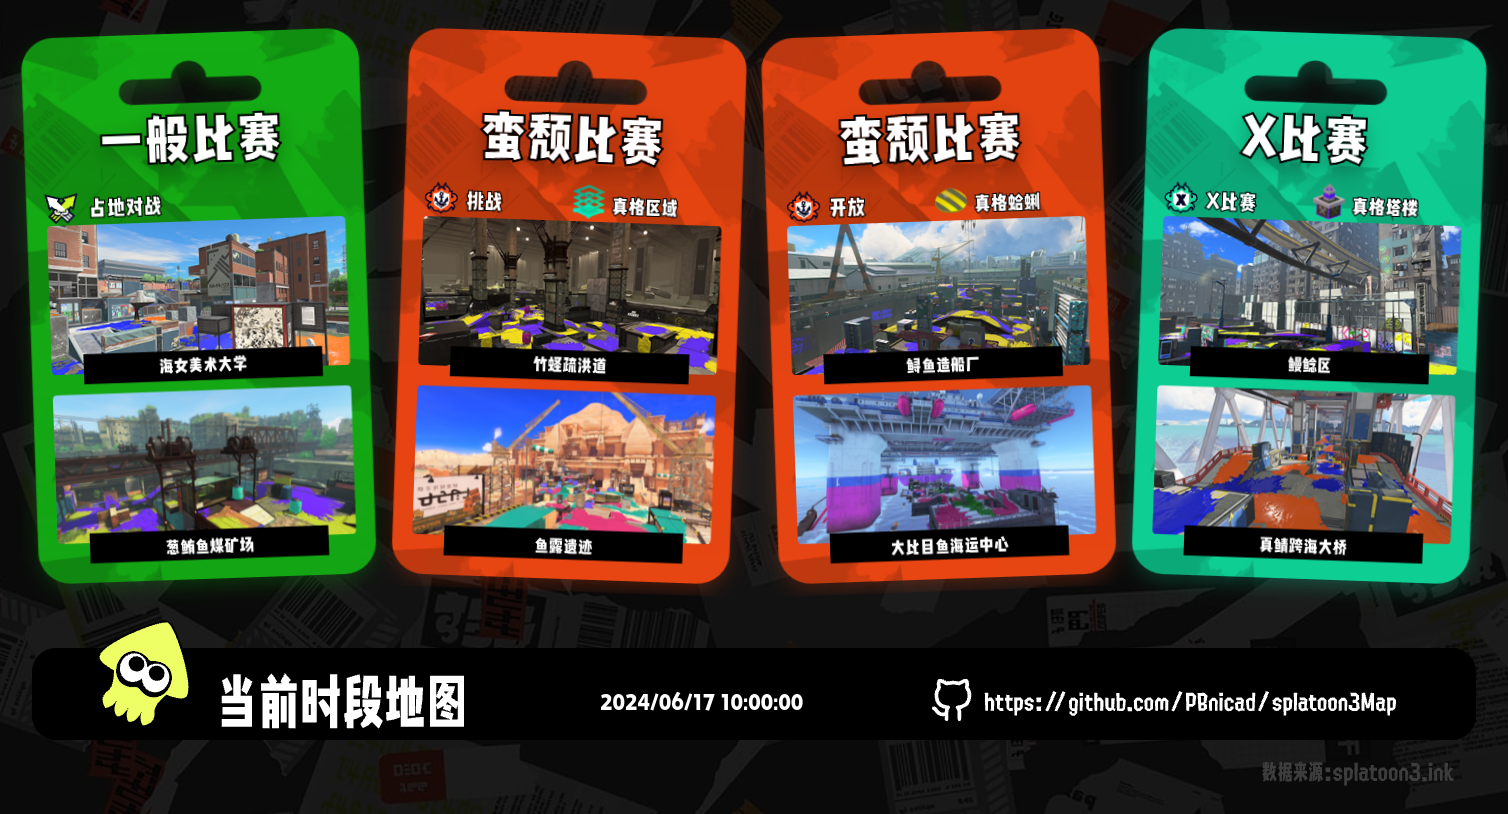 一般比赛
占地对战
海女美术大学
葱鲔鱼煤矿场
蛮颓比赛
挑战
真格区域
竹蛏疏洪道
鱼露遗迹
蛮颓比赛
开放
真格蛤蜊
鲟鱼造船厂
大比目鱼海运中心
X比赛
X比赛
真格塔楼
鳗鲶区
真鲭跨海大桥
当前时段地图
2024/06/17 10:00:00
https://github.com/PBnicad/splatoon3Map
数据来源:splatoon3.ink